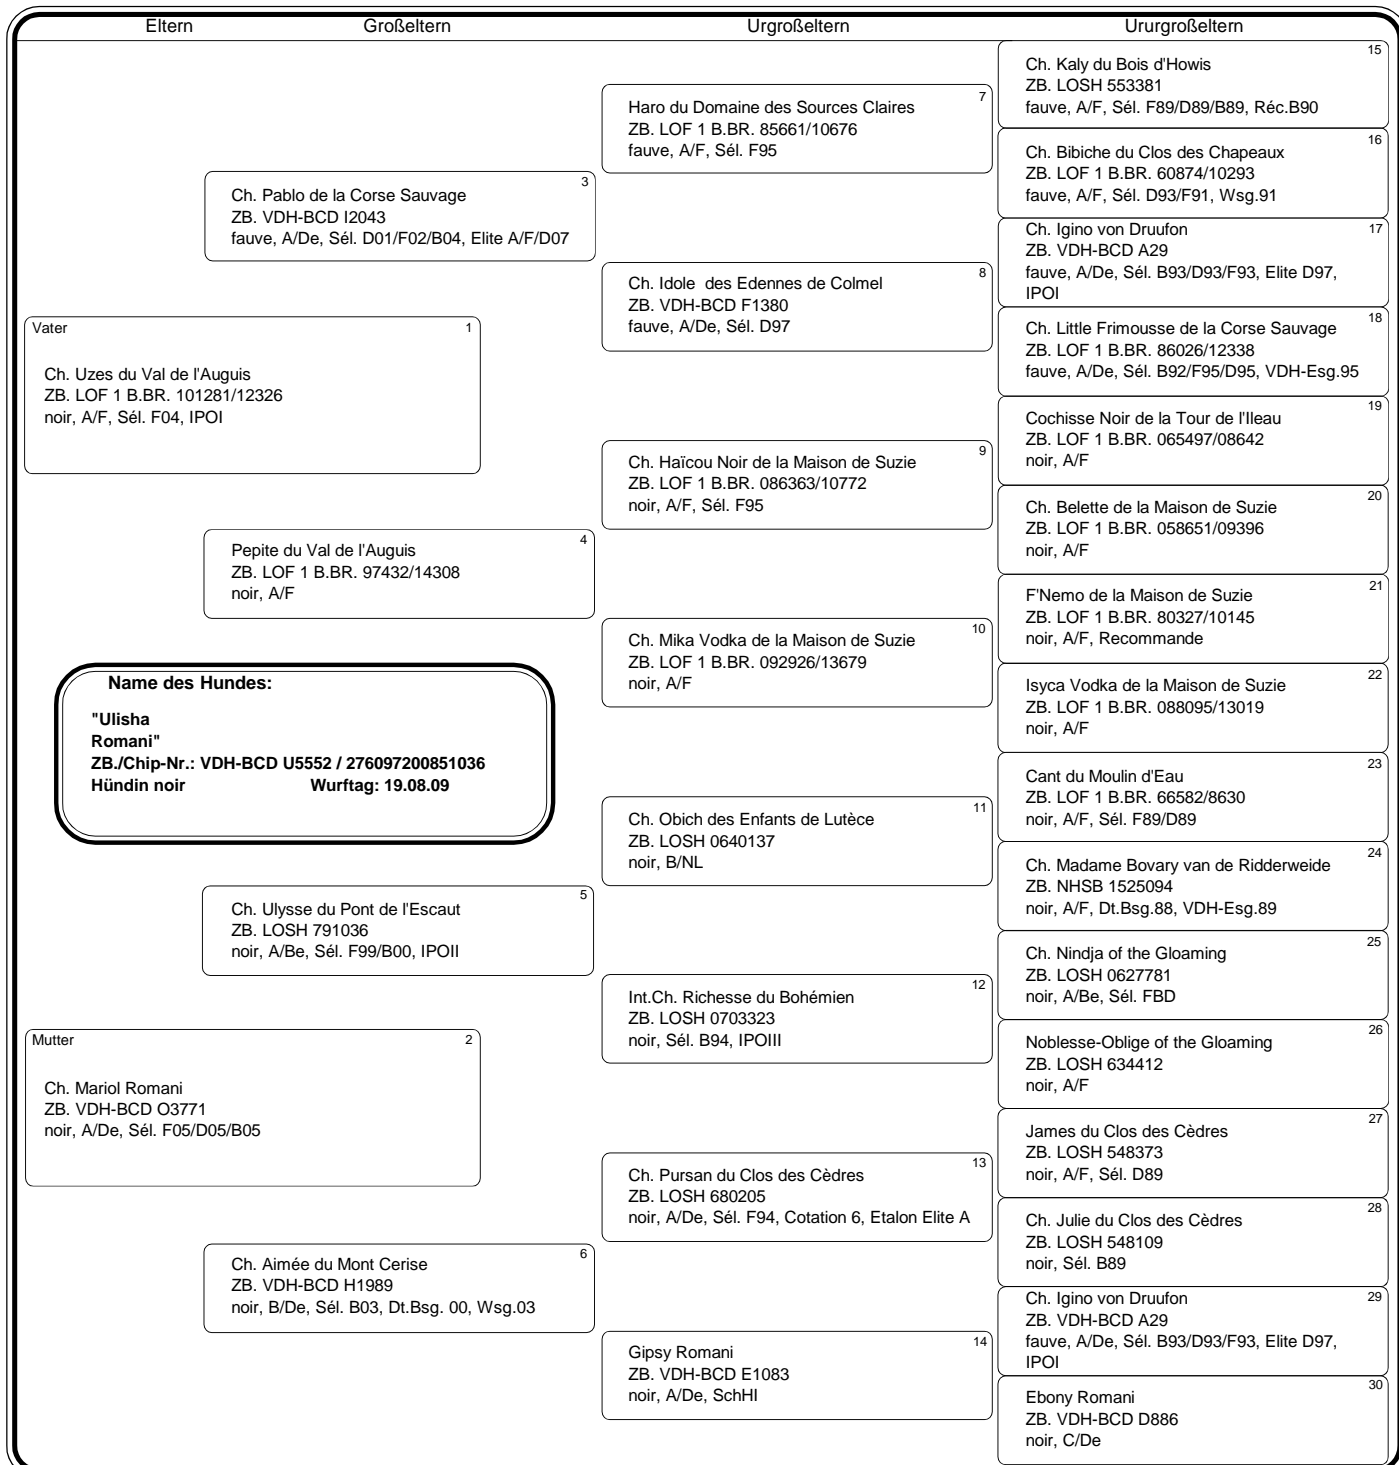 Eltern Großeltern Urgroßeltern Ururgroßeltern
Vater 1
Ch. Uzes du Val de l'Auguis
ZB. LOF 1 B.BR. 101281/12326
noir, A/F, Sél. F04, IPOI
Name des Hundes:
"Ulisha
Romani"
ZB./Chip-Nr.: VDH-BCD U5552 / 276097200851036
Hündin noir Wurftag: 19.08.09
Mutter 2
Ch. Mariol Romani
ZB. VDH-BCD O3771
noir, A/De, Sél. F05/D05/B05
3
Ch. Pablo de la Corse Sauvage
ZB. VDH-BCD I2043
fauve, A/De, Sél. D01/F02/B04, Elite A/F/D07
4
Pepite du Val de l'Auguis
ZB. LOF 1 B.BR. 97432/14308
noir, A/F
5
Ch. Ulysse du Pont de l'Escaut
ZB. LOSH 791036
noir, A/Be, Sél. F99/B00, IPOII
6
Ch. Aimée du Mont Cerise
ZB. VDH-BCD H1989
noir, B/De, Sél. B03, Dt.Bsg. 00, Wsg.03
7
Haro du Domaine des Sources Claires
ZB. LOF 1 B.BR. 85661/10676
fauve, A/F, Sél. F95
8
Ch. Idole des Edennes de Colmel
ZB. VDH-BCD F1380
fauve, A/De, Sél. D97
9
Ch. Haïcou Noir de la Maison de Suzie
ZB. LOF 1 B.BR. 086363/10772
noir, A/F, Sél. F95
10
Ch. Mika Vodka de la Maison de Suzie
ZB. LOF 1 B.BR. 092926/13679
noir, A/F
11
Ch. Obich des Enfants de Lutèce
ZB. LOSH 0640137
noir, B/NL
12
Int.Ch. Richesse du Bohémien
ZB. LOSH 0703323
noir, Sél. B94, IPOIII
13
Ch. Pursan du Clos des Cèdres
ZB. LOSH 680205
noir, A/De, Sél. F94, Cotation 6, Etalon Elite A
14
Gipsy Romani
ZB. VDH-BCD E1083
noir, A/De, SchHI
15
Ch. Kaly du Bois d'Howis
ZB. LOSH 553381
fauve, A/F, Sél. F89/D89/B89, Réc.B90
16
Ch. Bibiche du Clos des Chapeaux
ZB. LOF 1 B.BR. 60874/10293
fauve, A/F, Sél. D93/F91, Wsg.91
17
Ch. Igino von Druufon
ZB. VDH-BCD A29
fauve, A/De, Sél. B93/D93/F93, Elite D97,
IPOI
18
Ch. Little Frimousse de la Corse Sauvage
ZB. LOF 1 B.BR. 86026/12338
fauve, A/De, Sél. B92/F95/D95, VDH-Esg.95
19
Cochisse Noir de la Tour de l'Ileau
ZB. LOF 1 B.BR. 065497/08642
noir, A/F
20
Ch. Belette de la Maison de Suzie
ZB. LOF 1 B.BR. 058651/09396
noir, A/F
21
F'Nemo de la Maison de Suzie
ZB. LOF 1 B.BR. 80327/10145
noir, A/F, Recommande
22
Isyca Vodka de la Maison de Suzie
ZB. LOF 1 B.BR. 088095/13019
noir, A/F
23
Cant du Moulin d'Eau
ZB. LOF 1 B.BR. 66582/8630
noir, A/F, Sél. F89/D89
24
Ch. Madame Bovary van de Ridderweide
ZB. NHSB 1525094
noir, A/F, Dt.Bsg.88, VDH-Esg.89
25
Ch. Nindja of the Gloaming
ZB. LOSH 0627781
noir, A/Be, Sél. FBD
26
Noblesse-Oblige of the Gloaming
ZB. LOSH 634412
noir, A/F
27
James du Clos des Cèdres
ZB. LOSH 548373
noir, A/F, Sél. D89
28
Ch. Julie du Clos des Cèdres
ZB. LOSH 548109
noir, Sél. B89
29
Ch. Igino von Druufon
ZB. VDH-BCD A29
fauve, A/De, Sél. B93/D93/F93, Elite D97,
IPOI
30
Ebony Romani
ZB. VDH-BCD D886
noir, C/De